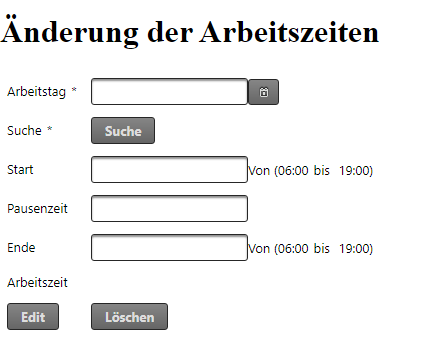 Änderung der Arbeitszeiten
Arbeitstag *
Suche * Suche
Start Von (06:00 bis 19:00)
Pausenzeit
Ende Von (06:00 bis 19:00)
Arbeitszeit
Edit Löschen